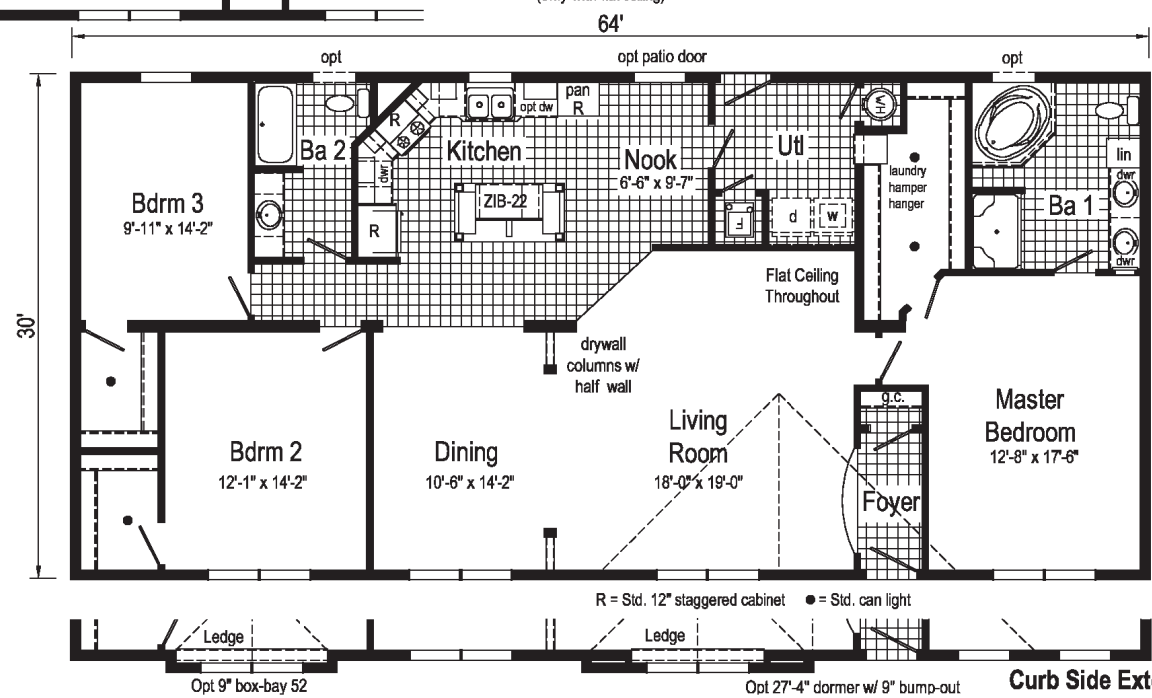 64'
opt
opt patio door
opt
pan
R
opt dw
R
WH
Ba 2
Kitchen
Nook
6'-6" x 9'-7"
Utl
lin
dwr
dwr
laundry
hamper
hanger
Ba 1
Bdrm 3
9'-11" x 14'-2"
ZIB-22
R
F
d
w
dwr
Flat Ceiling
Throughout
30'
drywall
columns w/
half wall
g.c.
Living
Room
18'-0" x 19'-0"
Master
Bedroom
12'-8" x 17'-6"
Bdrm 2
12'-1" x 14'-2"
Dining
10'-6" x 14'-2"
Foyer
R = Std. 12" staggered cabinet ● = Std. can light
Ledge
Ledge
Opt 9" box-bay 52
Opt 27'-4" dormer w/ 9" bump-out
Curb Side Ext